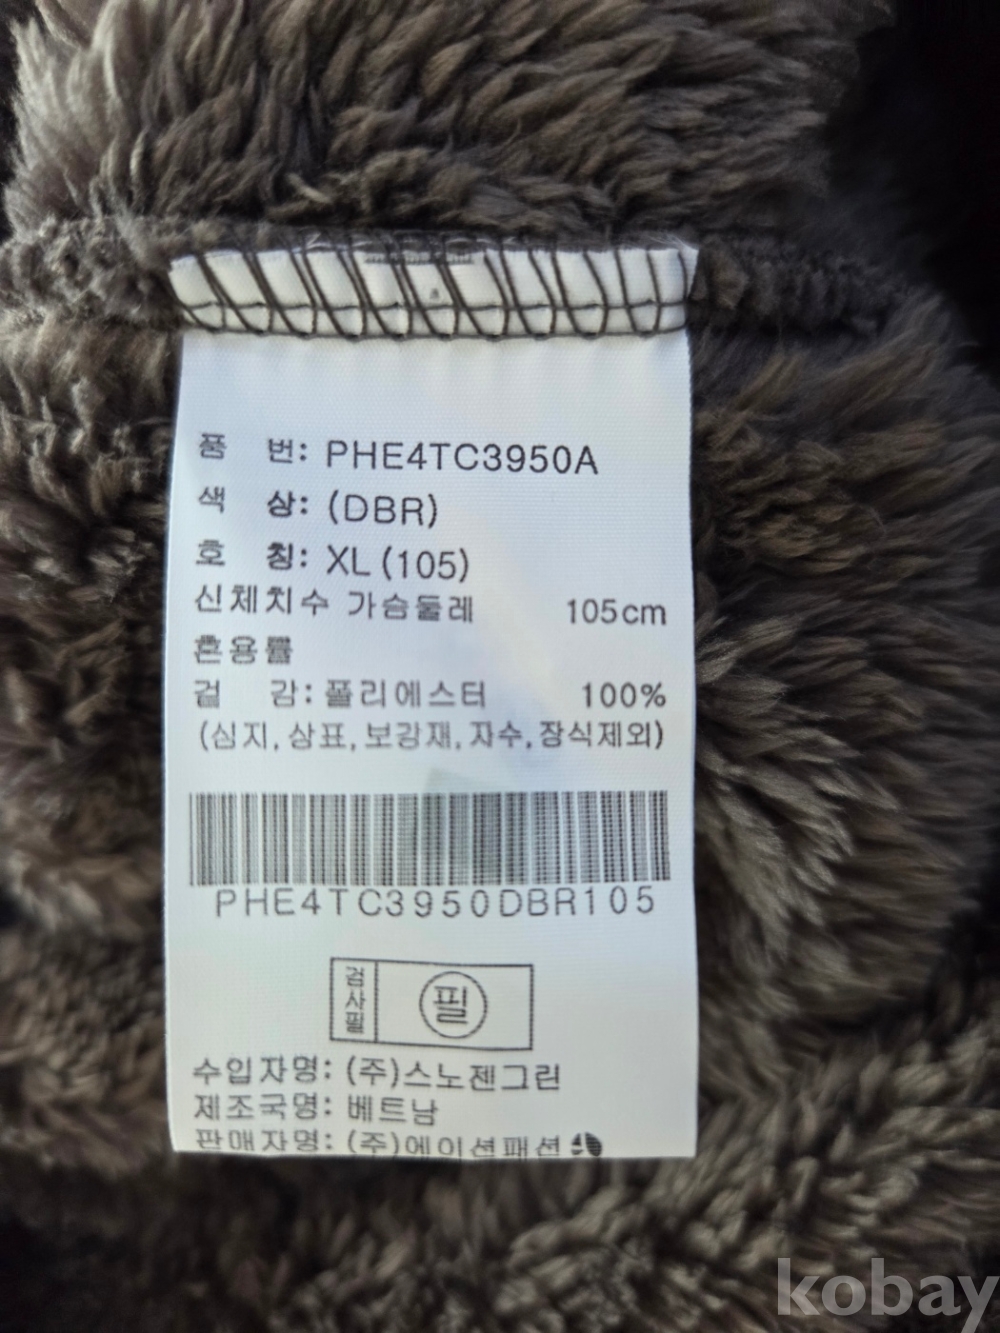 품 번: PHE4TC3950A
색 상: (DBR)
호 칭: XL (105)
신체치수 가슴둘레 105cm
혼용률
겉 감: 폴리에스터 100%
(심지,상표,보강재,자수,장식제외)
PHE4TC3950DBR105
검사필 필
수입자명: (주)스노젠그린
제조국명: 베트남
판매자명: (주)에이션패션
kobay